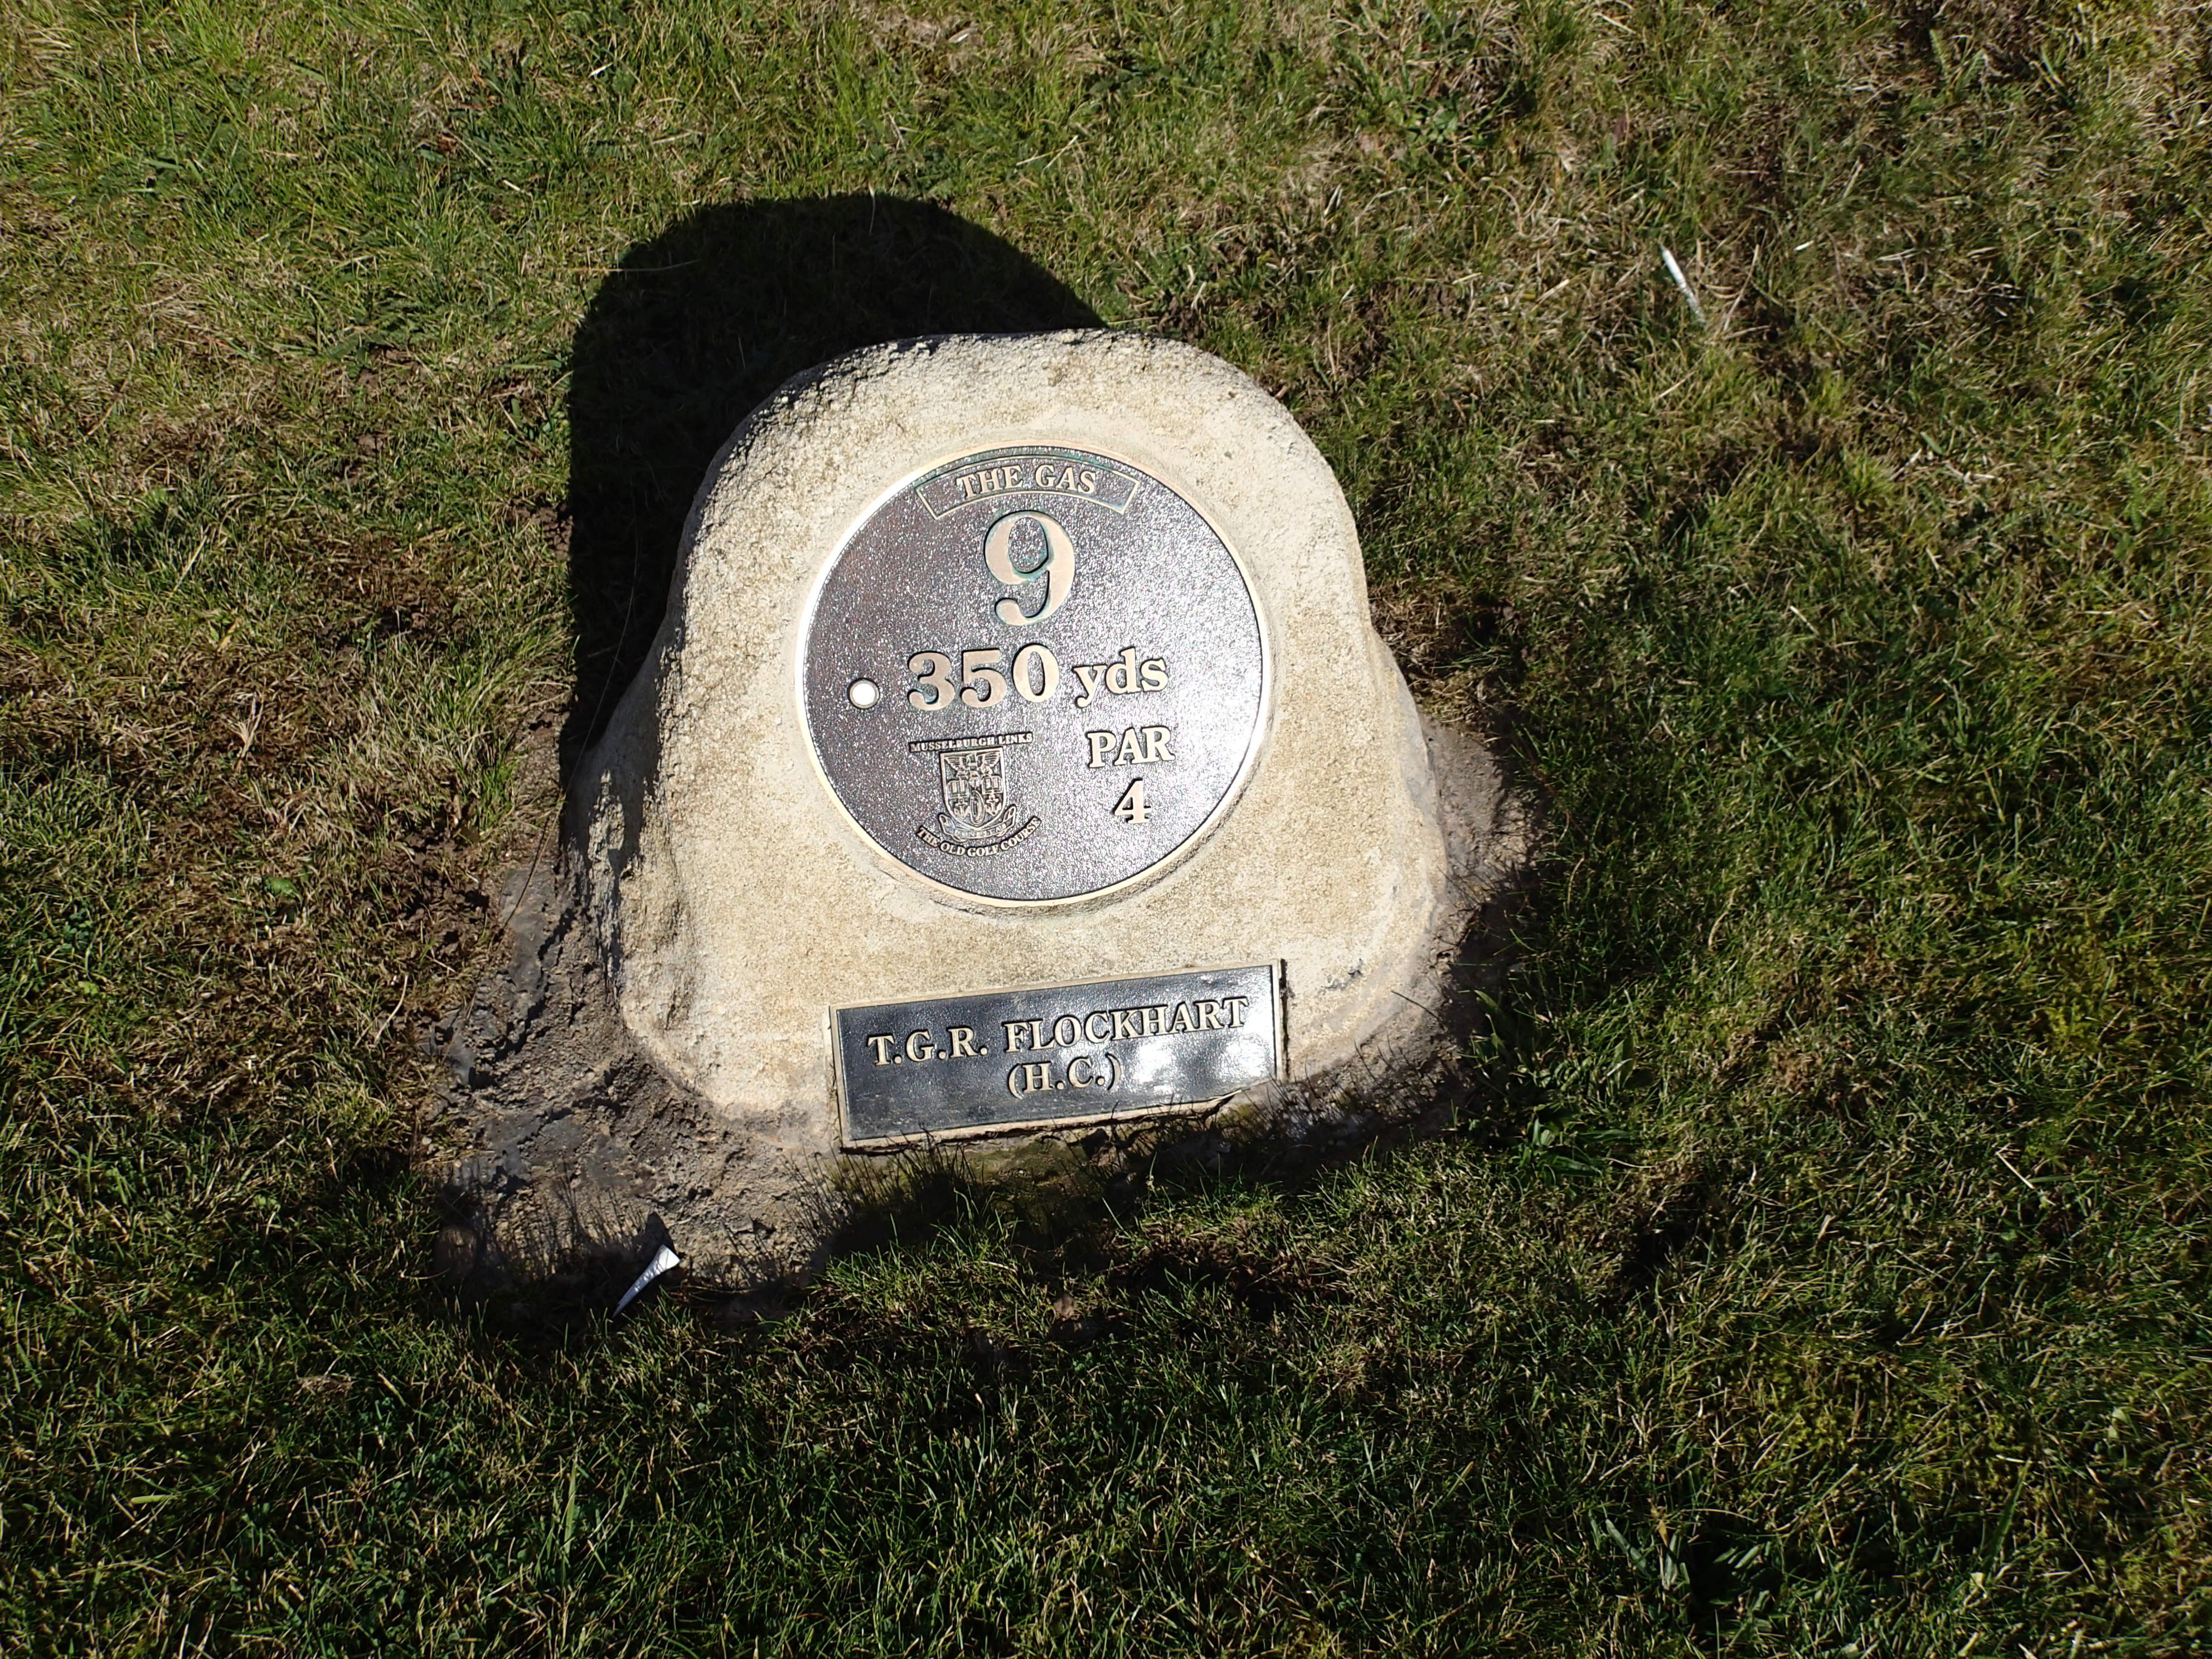 THE GAS
9
350 yds
PAR
4
MUSSELBURGH LINKS
THE OLD GOLF COURSE
T.G.R. FLOCKHART
(H.C.)